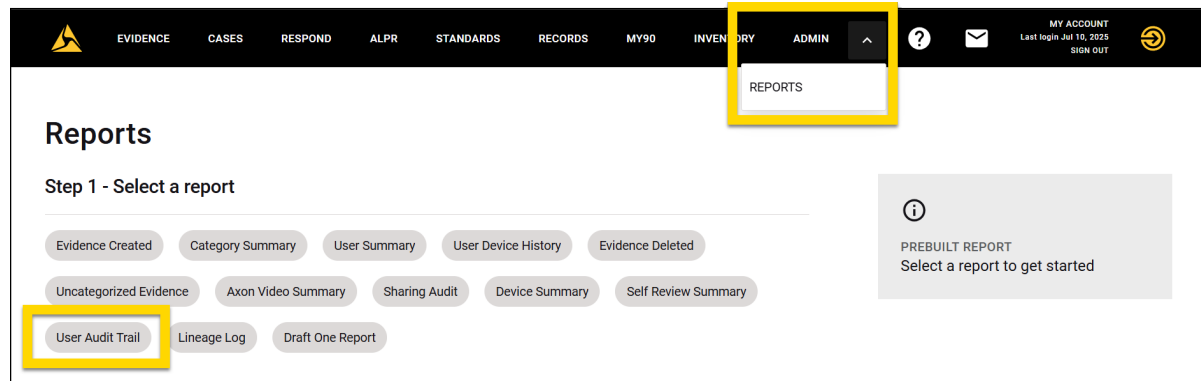 EVIDENCE CASES RESPOND ALPR STANDARDS RECORDS MY90 INVENTORY ADMIN
MY ACCOUNT
Last login Jul 10, 2025
SIGN OUT
REPORTS
Reports
Step 1 - Select a report
PREBUILT REPORT
Select a report to get started
Evidence Created Category Summary User Summary User Device History Evidence Deleted
Uncategorized Evidence Axon Video Summary Sharing Audit Device Summary Self Review Summary
User Audit Trail Lineage Log Draft One Report